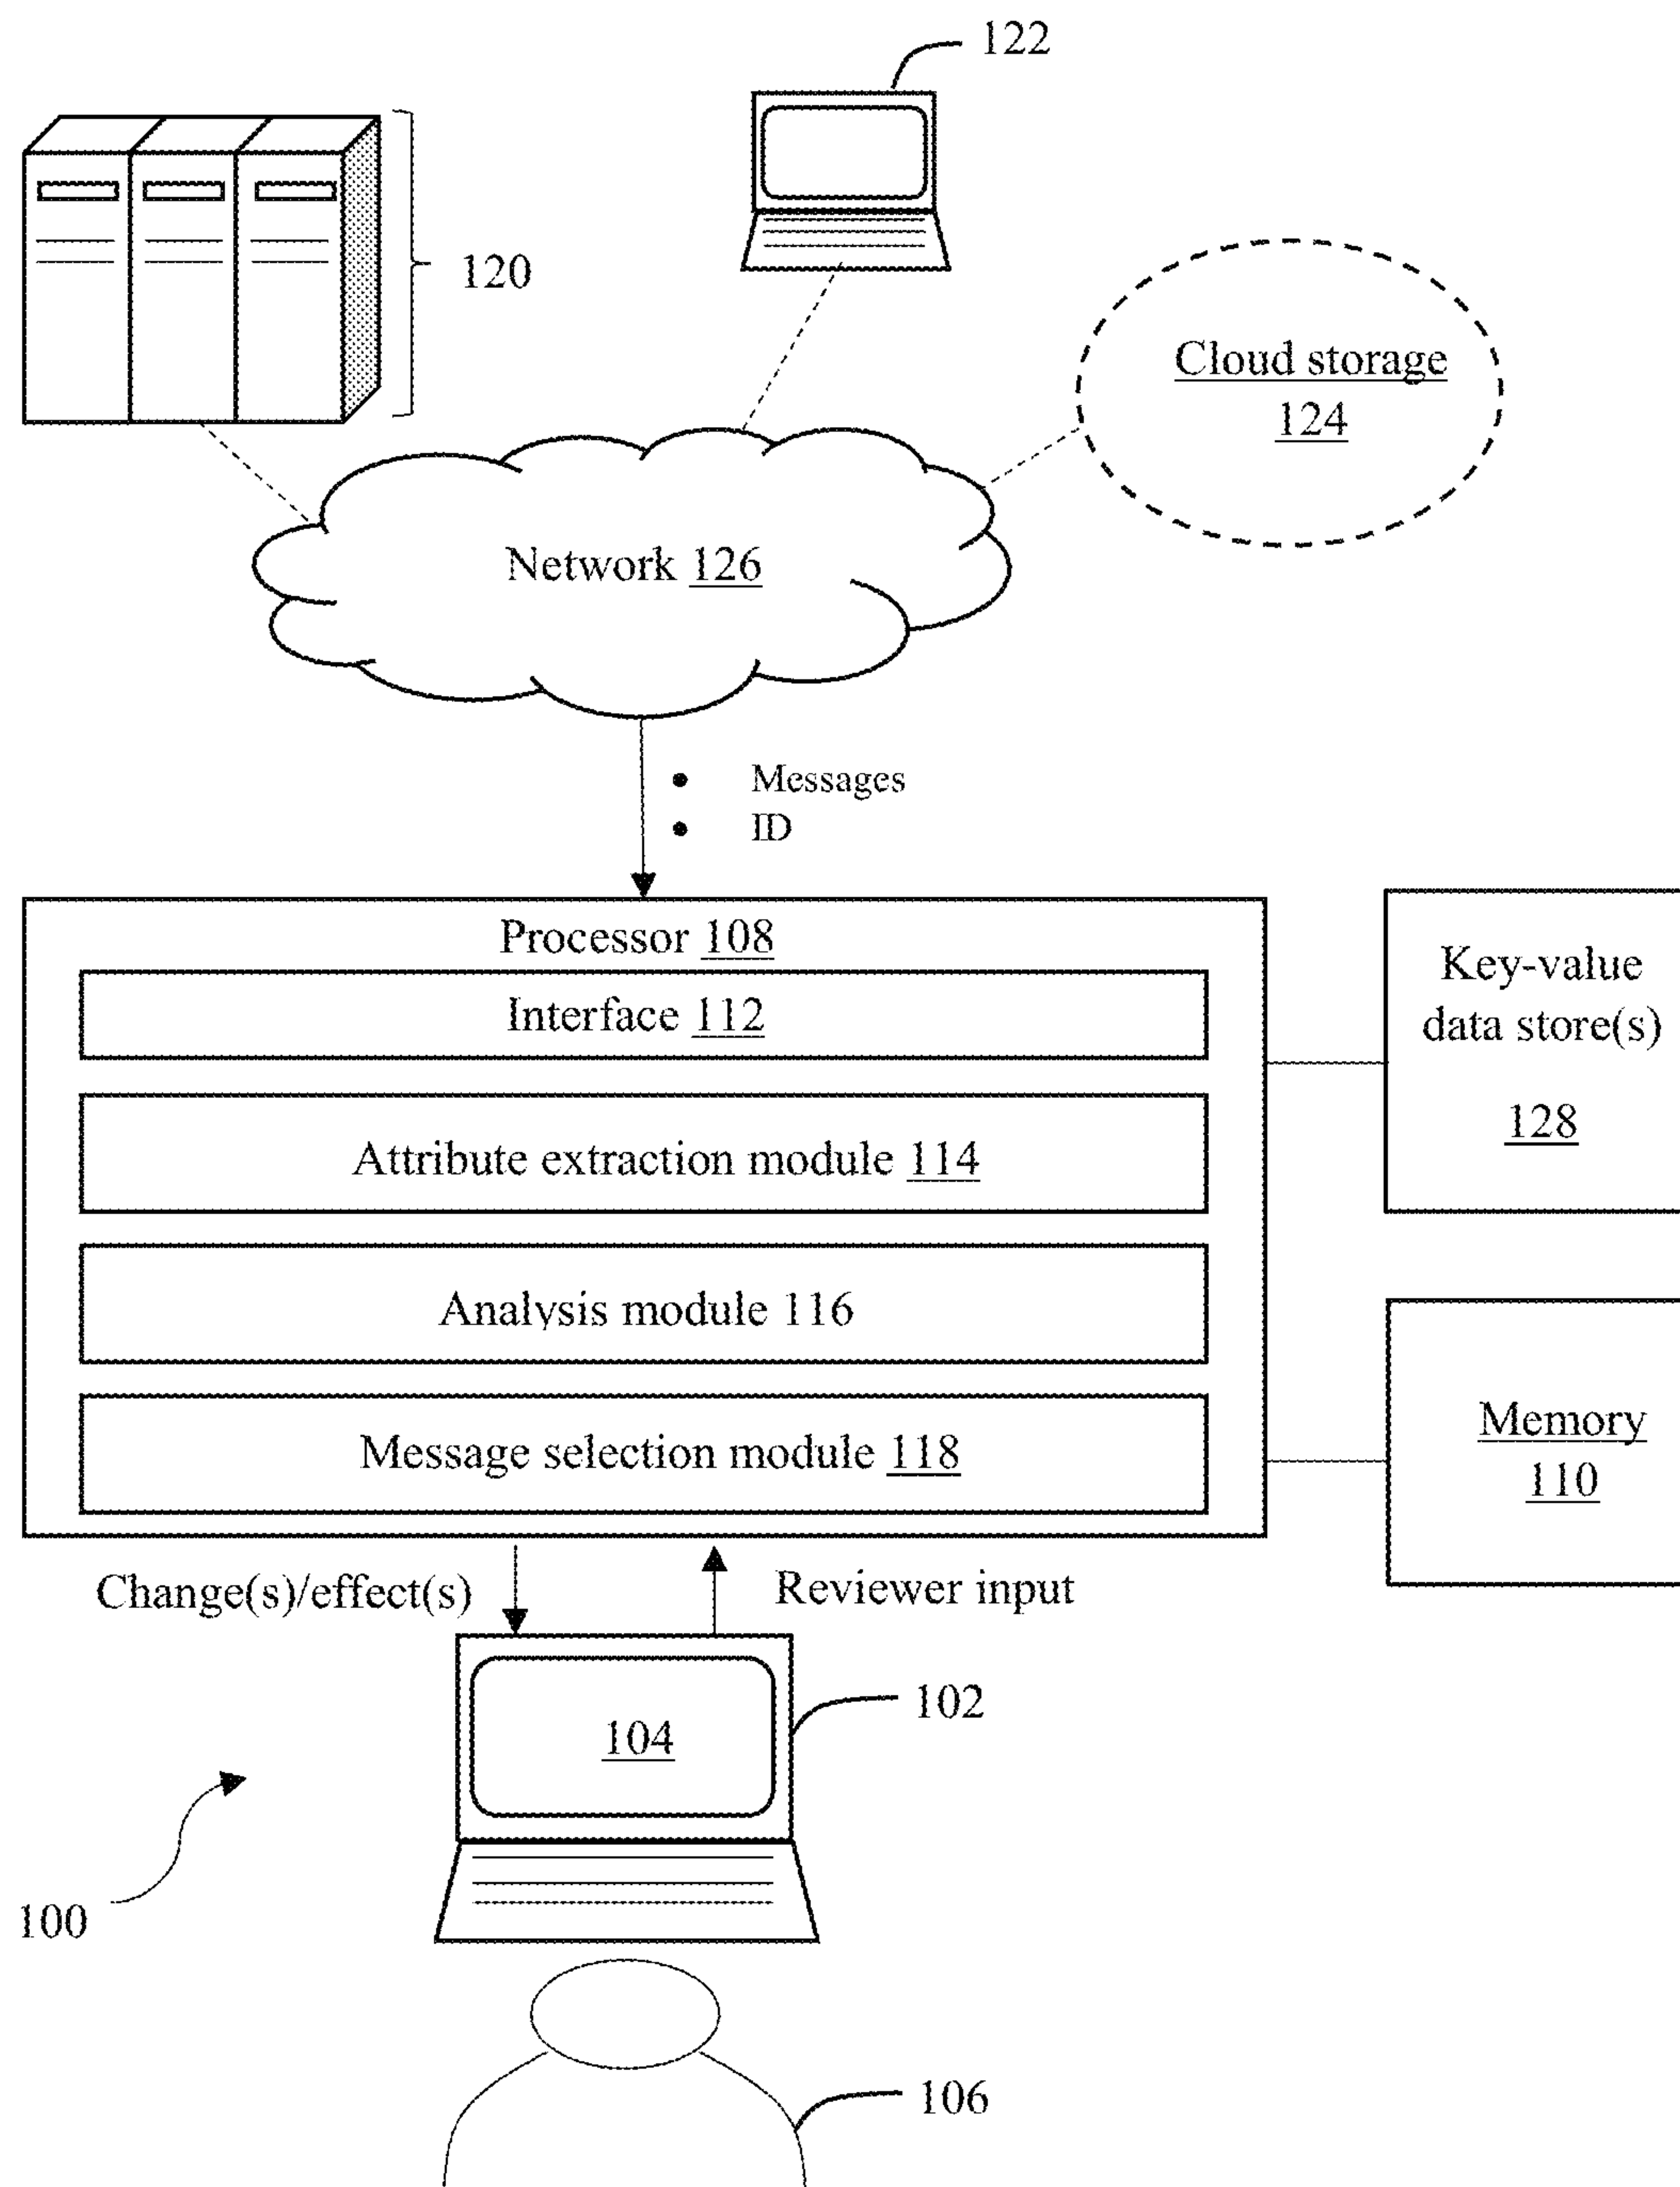 122
120
Cloud storage
124
Network 126
• Messages
• ID
Processor 108
Interface 112
Attribute extraction module 114
Analysis module 116
Message selection module 118
Key-value
data store(s)
128
Memory
110
Change(s)/effect(s)
Reviewer input
104
102
100
106